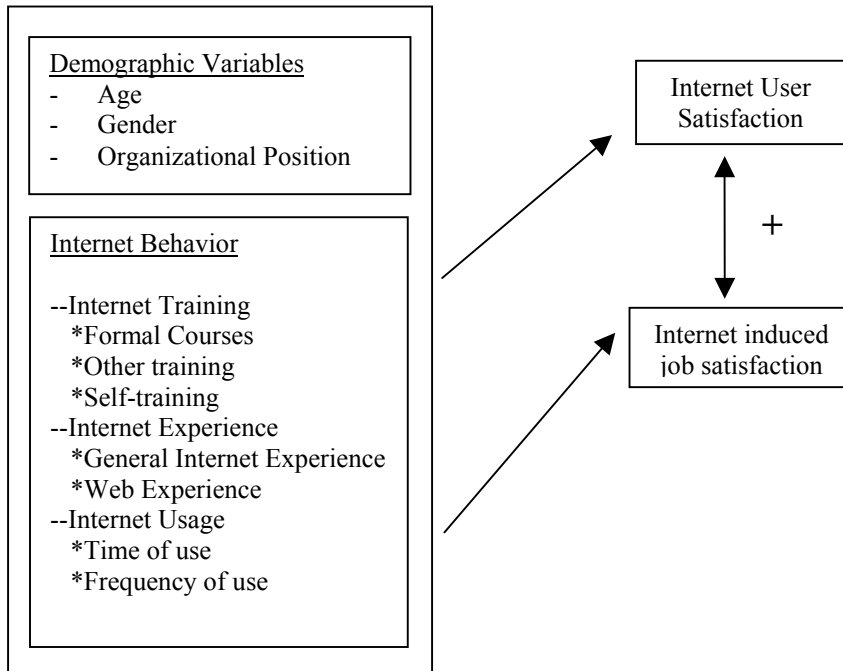 Demographic Variables
- Age
- Gender
- Organizational Position
Internet Behavior
--Internet Training
*Formal Courses
*Other training
*Self-training
--Internet Experience
*General Internet Experience
*Web Experience
--Internet Usage
*Time of use
*Frequency of use
Internet User
Satisfaction
+
Internet induced
job satisfaction